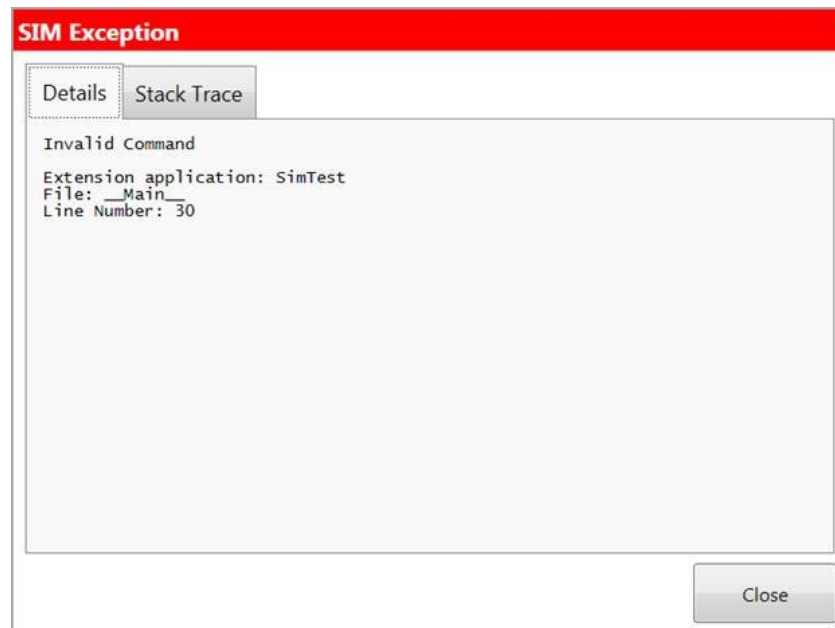 SIM Exception
Details
Stack Trace
Invalid Command
Extension application: SimTest
File: __Main__
Line Number: 30
Close